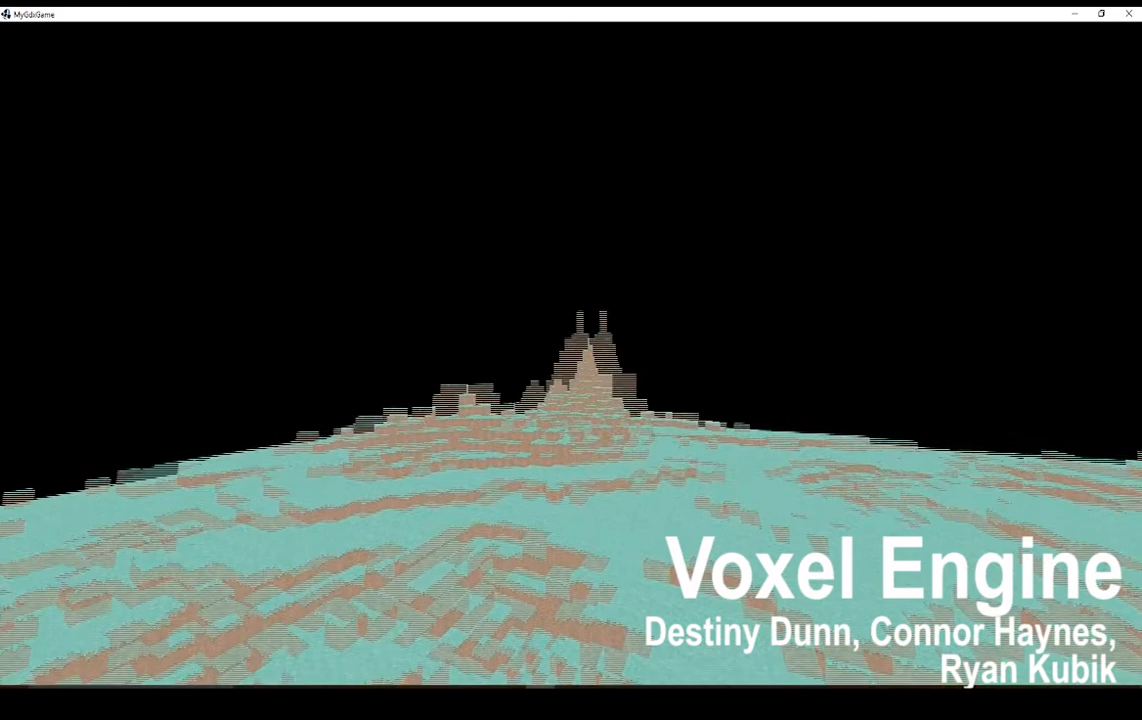 MyGdxGame
Voxel Engine
Destiny Dunn, Connor Haynes,
Ryan Kubik